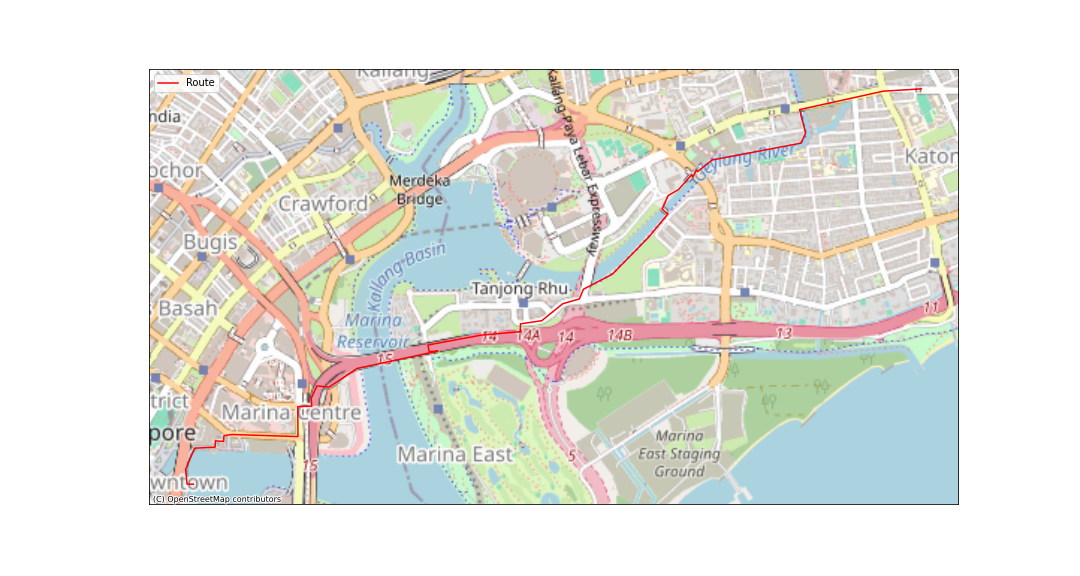 Route
Kallang
Kallang-Paya Lebar Expressway
ndia
ochor
Geylang River
Katon
Merdeka
Bridge
Crawford
Bugis
Kallang Basin
Tanjong Rhu
Basah
Marina
Reservoir
11
14
14A
14
14B
13
15
trict
Marina Centre
pore
Marina East
5
Marina
East Staging
Ground
15
wntown
(C) OpenStreetMap contributors